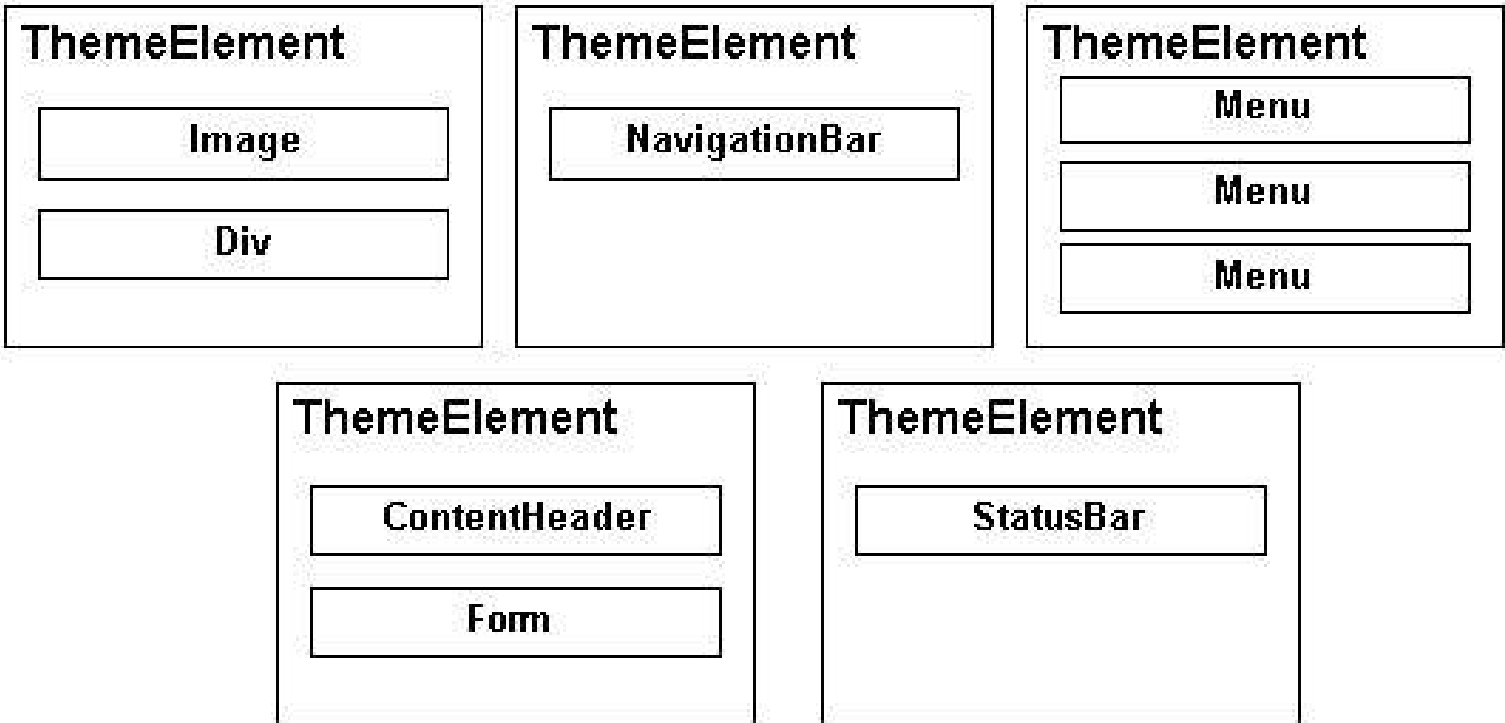 ThemeElement
Image
Div
ThemeElement
NavigationBar
ThemeElement
Menu
Menu
Menu
ThemeElement
ContentHeader
Form
ThemeElement
StatusBar